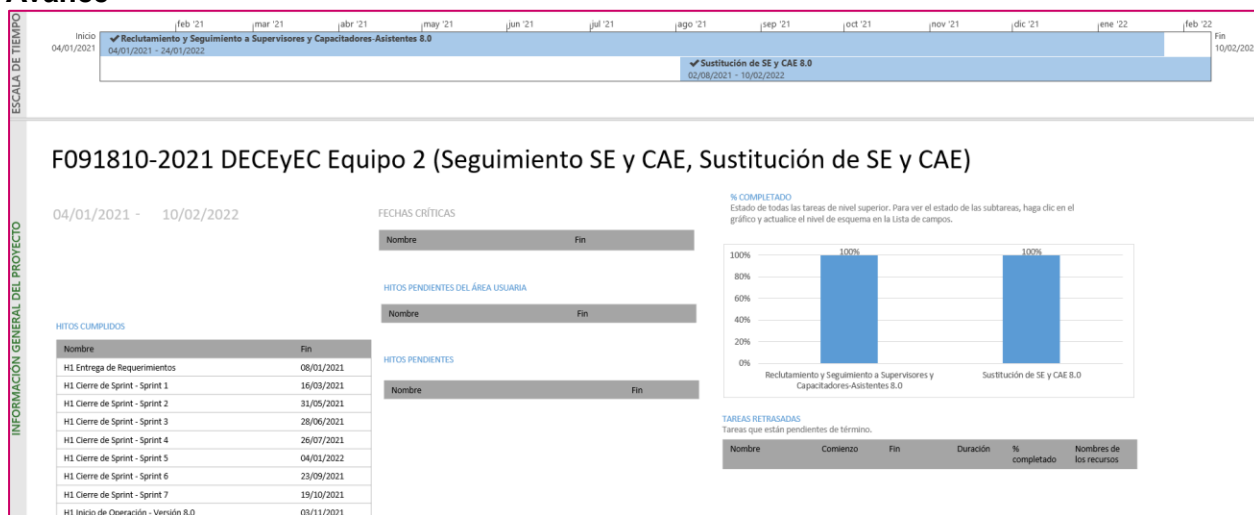 Avance
ESCALA DE TIEMPO
feb '21 mar '21 abr '21 may '21 jun '21 jul '21 ago '21 sep '21 oct '21 nov '21 dic '21 ene '22 feb '22
Inicio
04/01/2021
✔Reclutamiento y Seguimiento a Supervisores y Capacitadores-Asistentes 8.0
04/01/2021 - 24/01/2022
Fin
10/02/202
✔Sustitución de SE y CAE 8.0
02/08/2021 - 10/02/2022
INFORMACIÓN GENERAL DEL PROYECTO
F091810-2021 DECEyEC Equipo 2 (Seguimiento SE y CAE, Sustitución de SE y CAE)
04/01/2021 - 10/02/2022
HITOS CUMPLIDOS
Nombre Fin
H1 Entrega de Requerimientos 08/01/2021
H1 Cierre de Sprint - Sprint 1 16/03/2021
H1 Cierre de Sprint - Sprint 2 31/05/2021
H1 Cierre de Sprint - Sprint 3 28/06/2021
H1 Cierre de Sprint - Sprint 4 26/07/2021
H1 Cierre de Sprint - Sprint 5 04/01/2022
H1 Cierre de Sprint - Sprint 6 23/09/2021
H1 Cierre de Sprint - Sprint 7 19/10/2021
H1 Inicio de Operación - Versión 8.0 03/11/2021
FECHAS CRÍTICAS
Nombre Fin
HITOS PENDIENTES DEL ÁREA USUARIA
Nombre Fin
HITOS PENDIENTES
Nombre Fin
% COMPLETADO
Estado de todas las tareas de nivel superior. Para ver el estado de las subtareas, haga clic en el
gráfico y actualice el nivel de esquema en la Lista de campos.
100% 100%
100%
80%
60%
40%
20%
0%
Reclutamiento y Seguimiento a Supervisores y
Capacitadores-Asistentes 8.0
Sustitución de SE y CAE 8.0
TAREAS RETRASADAS
Tareas que están pendientes de término.
Nombre Comienzo Fin Duración % completado Nombres de los recursos